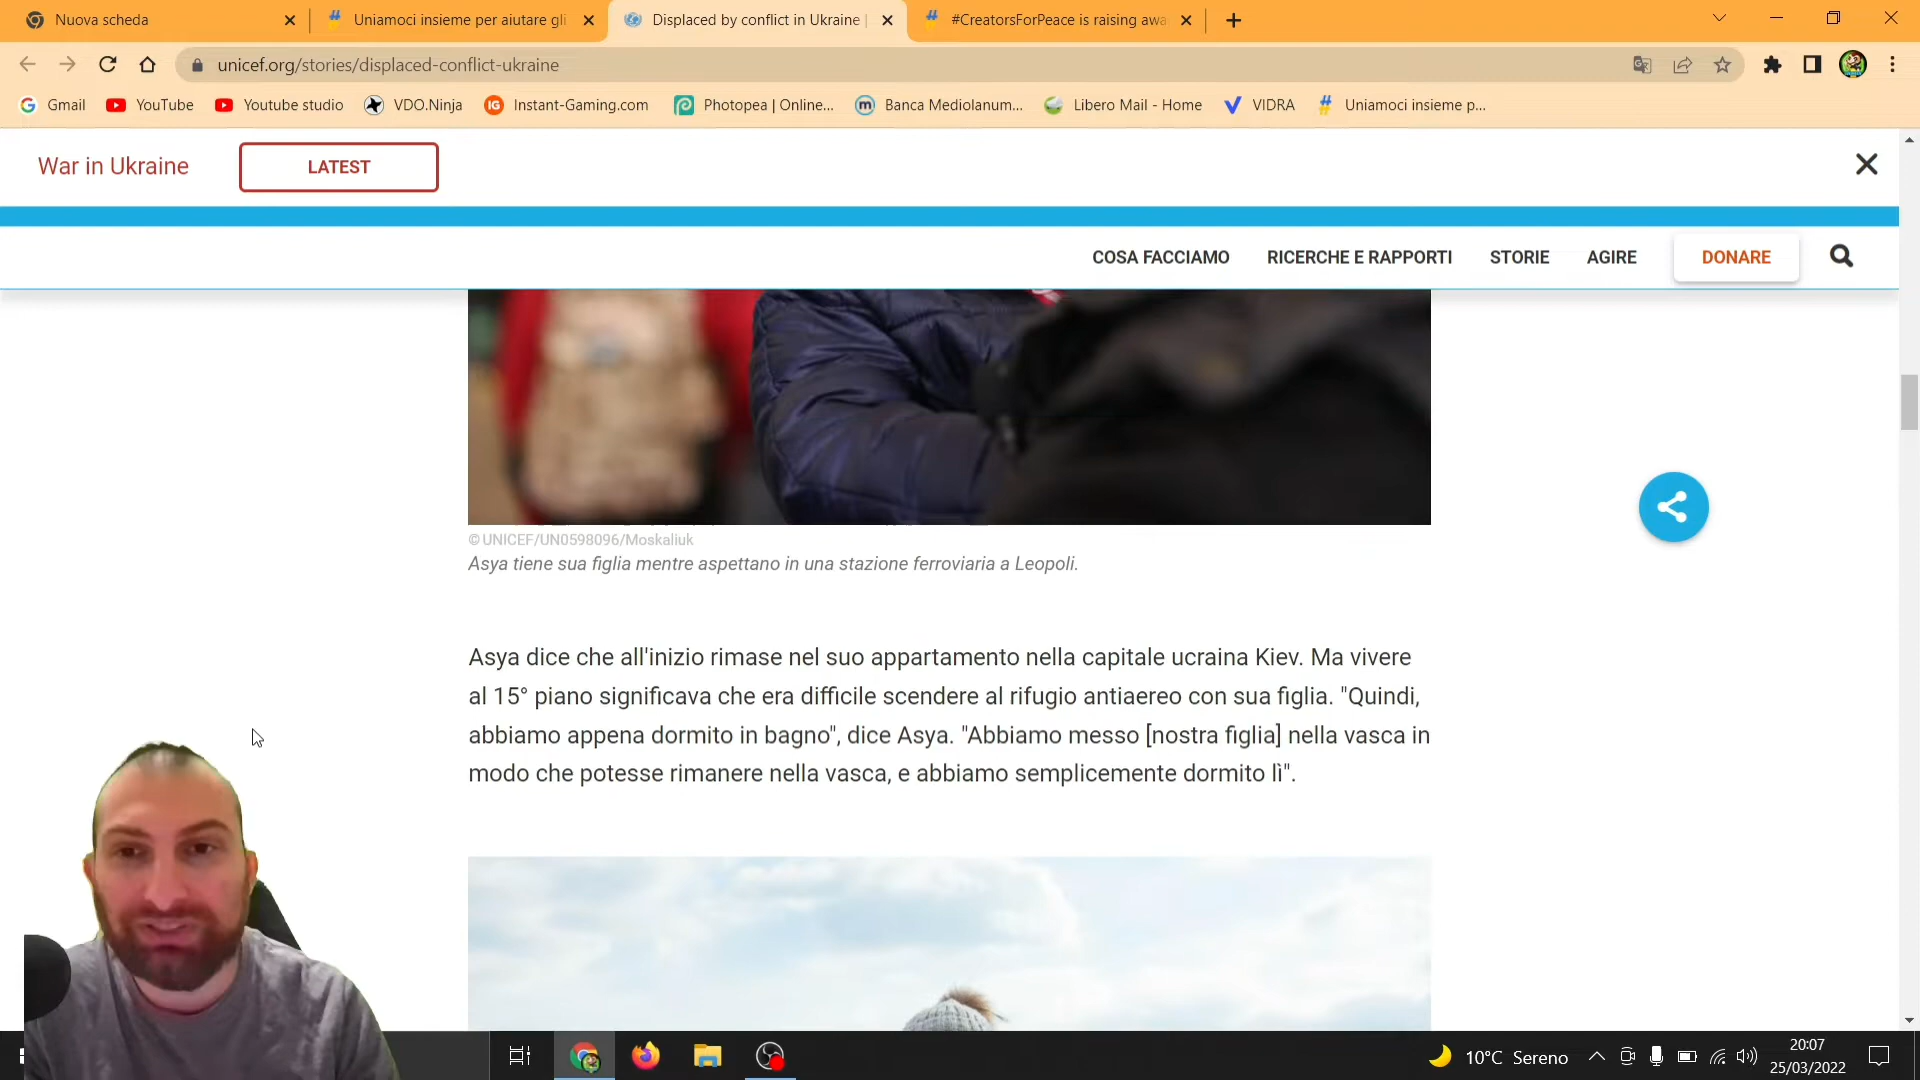 Nuova scheda
Uniamoci insieme per aiutare gli
Displaced by conflict in Ukraine |
#CreatorsForPeace is raising awa
unicef.org/stories/displaced-conflict-ukraine
Gmail
YouTube
Youtube studio
VDO.Ninja
IG
Instant-Gaming.com
Photopea | Online...
Banca Mediolanum...
Libero Mail - Home
VIDRA
Uniamoci insieme p...
War in Ukraine
LATEST
COSA FACCIAMO
RICERCHE E RAPPORTI
STORIE
AGIRE
DONARE
© UNICEF/UN0598096/Moskaliuk
Asya tiene sua figlia mentre aspettano in una stazione ferroviaria a Leopoli.
Asya dice che all'inizio rimase nel suo appartamento nella capitale ucraina Kiev. Ma vivere
al 15° piano significava che era difficile scendere al rifugio antiaereo con sua figlia. "Quindi,
abbiamo appena dormito in bagno", dice Asya. "Abbiamo messo [nostra figlia] nella vasca in
modo che potesse rimanere nella vasca, e abbiamo semplicemente dormito lì".
10°C Sereno
20:07
25/03/2022